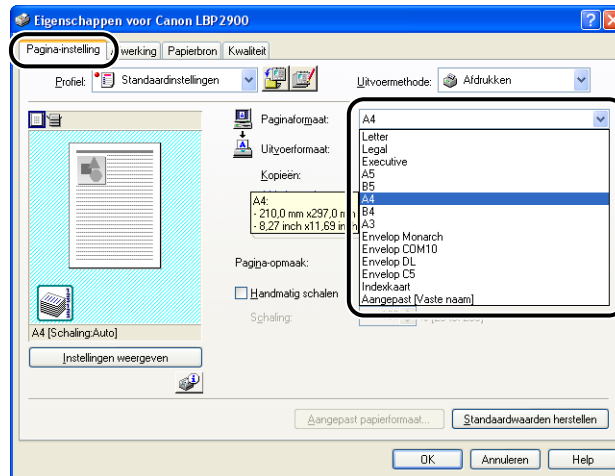 Eigenschappen voor Canon LBP2900
Pagina-instelling
werking
Papierbron
Kwaliteit
Profiel:
Standaardinstellingen
Uitvoermethode:
Afdrukken
Paginaformaat:
A4
Uitvoerformaat:
Kopieën:
Letter
Legal
Executive
A5
B5
A4
B4
A3
Envelop Monarch
Envelop COM10
Envelop DL
Envelop C5
Indexkaart
Aangepast [Vaste naam]
A4:
- 210,0 mm x297,0 m
- 8,27 inch x11,69 in
Pagina-opmaak:
Handmatig schalen
Schaling:
A4 [Schaling:Auto]
Instellingen weergeven
Aangepast papierformaat...
Standaardwaarden herstellen
OK
Annuleren
Help